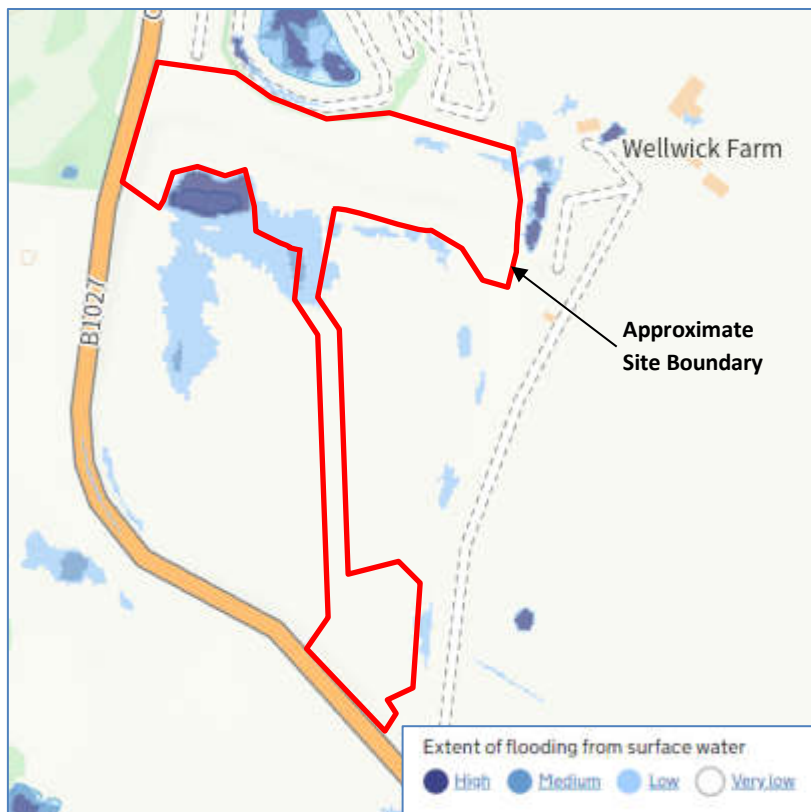 Wellwick Farm
B1027
Approximate
Site Boundary
Extent of flooding from surface water
High Medium Low Very low